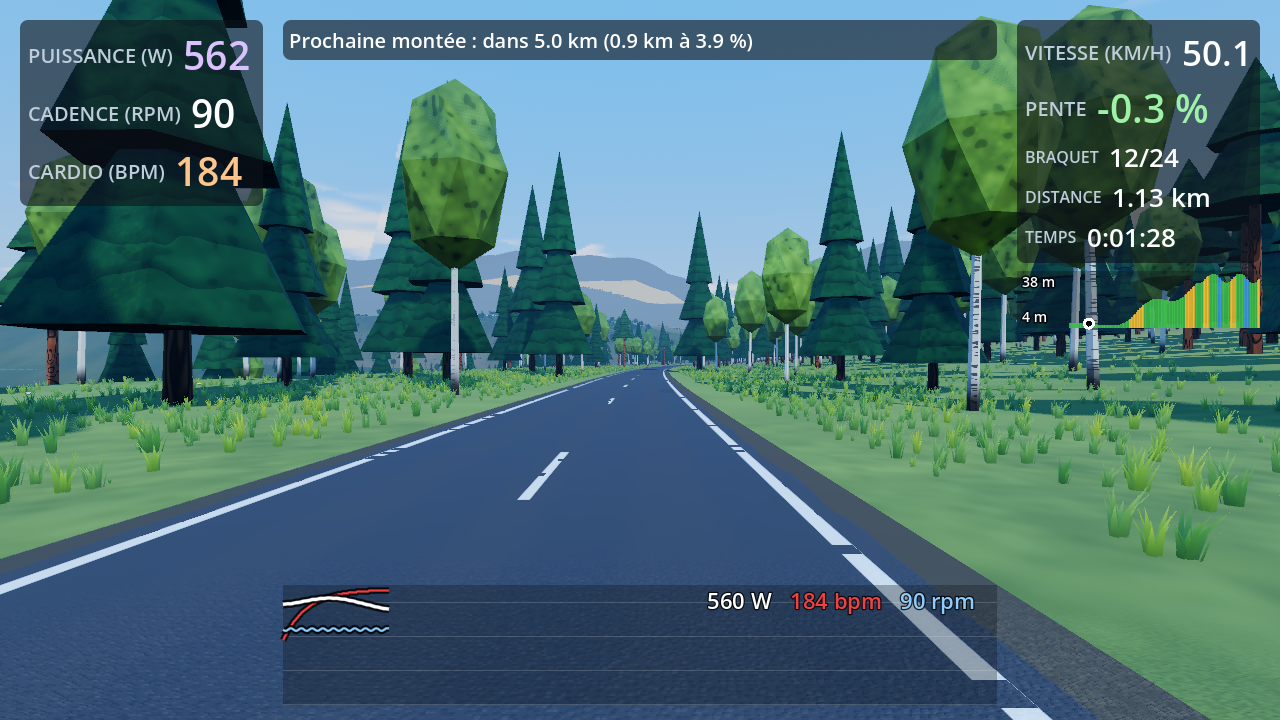 PUISSANCE (W) 562
CADENCE (RPM) 90
CARDIO (BPM) 184
Prochaine montée : dans 5.0 km (0.9 km à 3.9 %)
VITESSE (KM/H) 50.1
PENTE -0.3 %
BRAQUET 12/24
DISTANCE 1.13 km
TEMPS 0:01:28
38 m
4 m
560 W 184 bpm 90 rpm